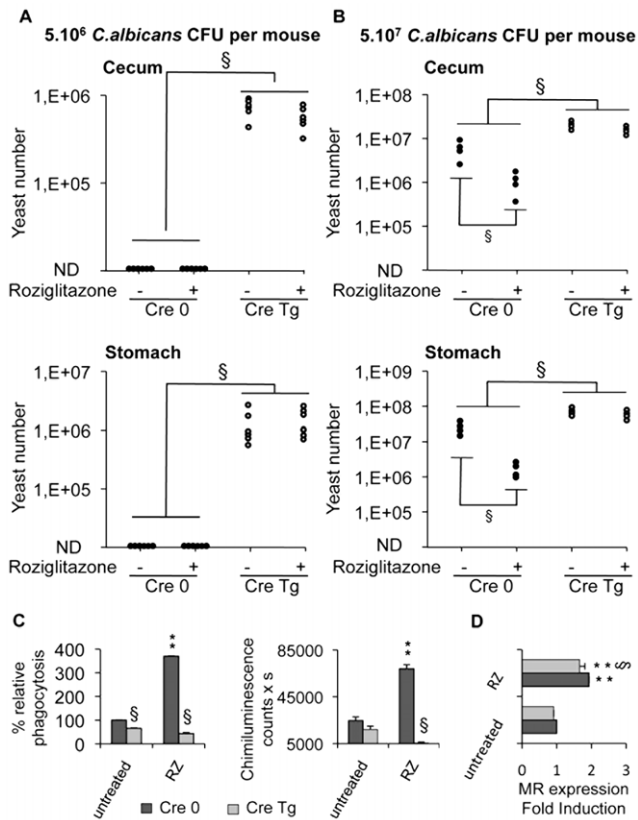 A
5.10⁶ C.albicans CFU per mouse
Cecum
§
1,E+06
1,E+05
ND
Yeast number
Roziglitazone - + - +
Cre 0 Cre Tg
Stomach
§
1,E+07
1,E+06
1,E+05
ND
Yeast number
Roziglitazone - + - +
Cre 0 Cre Tg
B
5.10⁷ C.albicans CFU per mouse
Cecum
§
1,E+08
1,E+07
1,E+06
1,E+05
ND
§
Yeast number
Roziglitazone - + - +
Cre 0 Cre Tg
Stomach
§
1,E+09
1,E+08
1,E+07
1,E+06
1,E+05
ND
§
Yeast number
Roziglitazone - + - +
Cre 0 Cre Tg
C
% relative
phagocytosis
400
300
200
100
0
§
**
§
untreated
RZ
Chimiluminescence
counts x s
85000
45000
5000
**
§
untreated
RZ
Cre 0 Cre Tg
D
RZ
untreated
** §
**
0 1 2 3
MR expression
Fold Induction